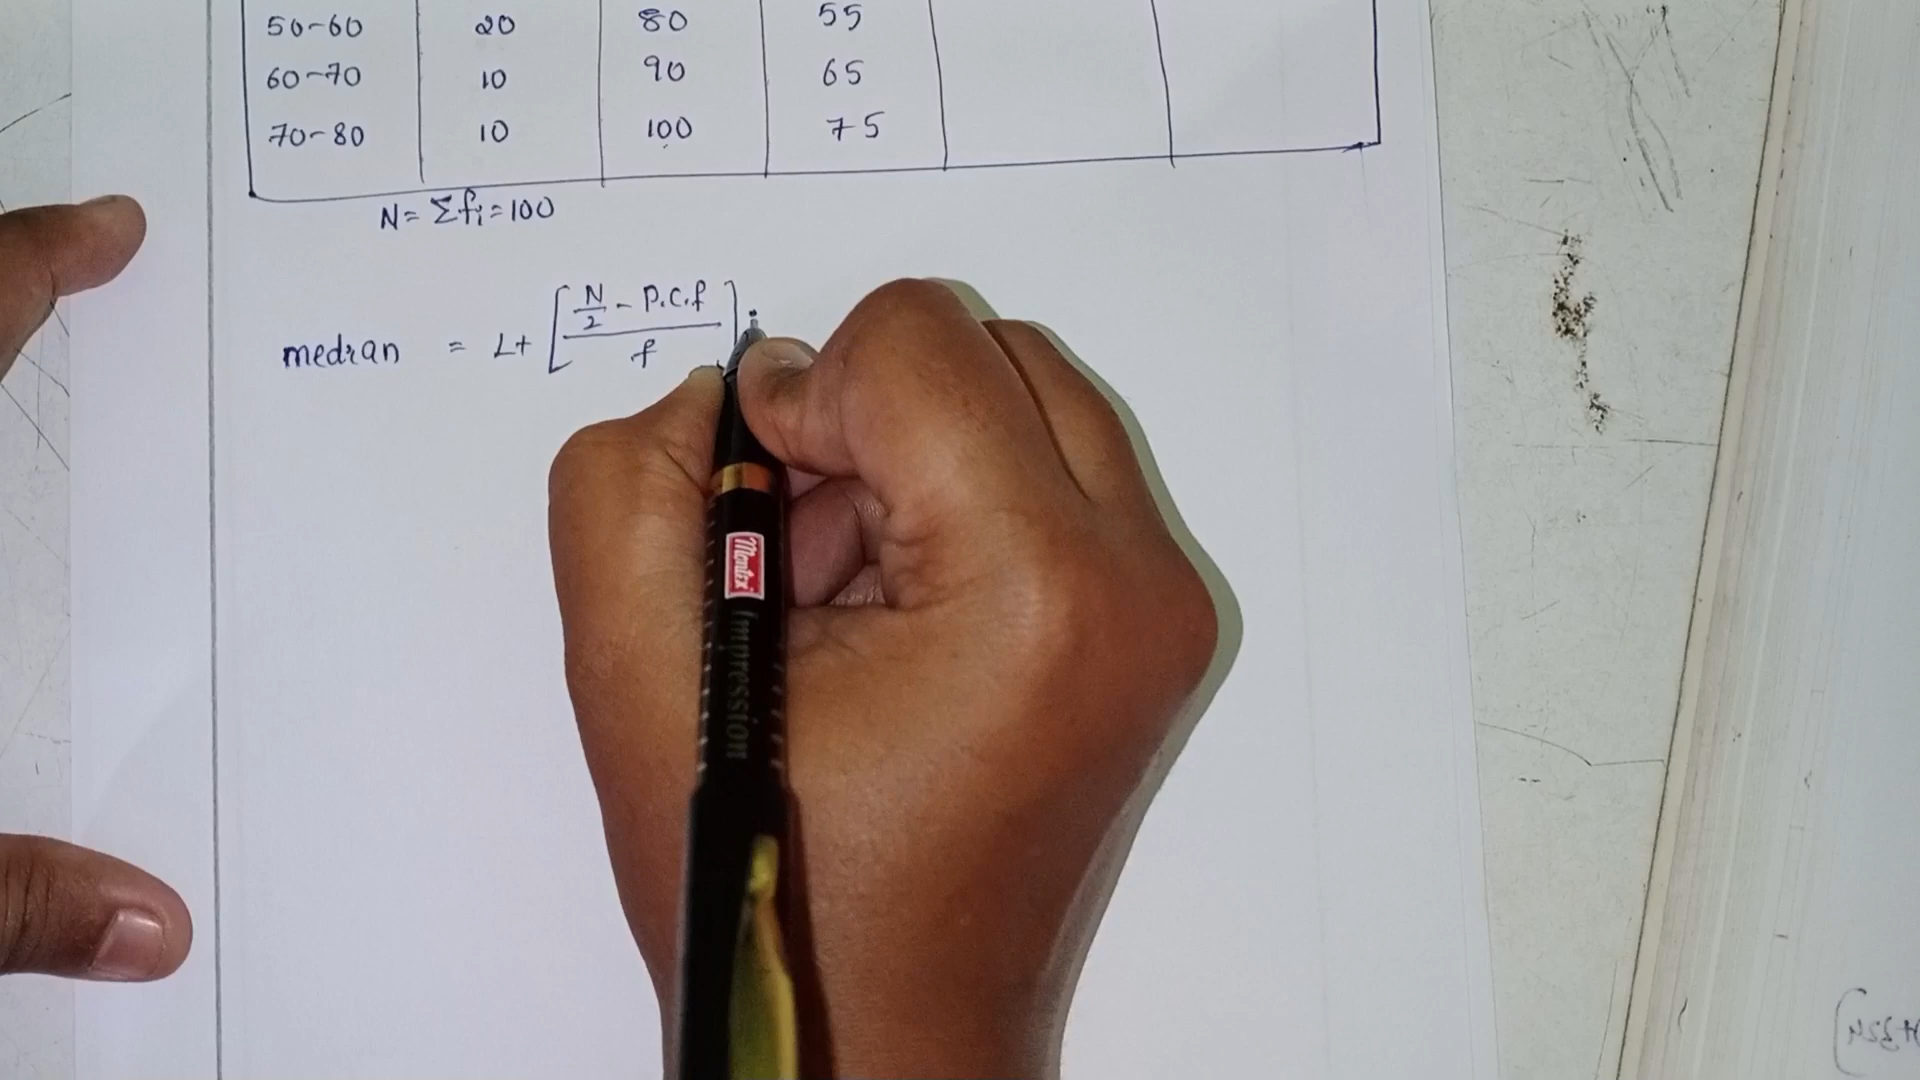 50-60 20 80 55
60-70 10 90 65
70-80 10 100 75
N = Σfi = 100
median = L + [ (N/2 - P.C.f) / f ] .
Montex Impression